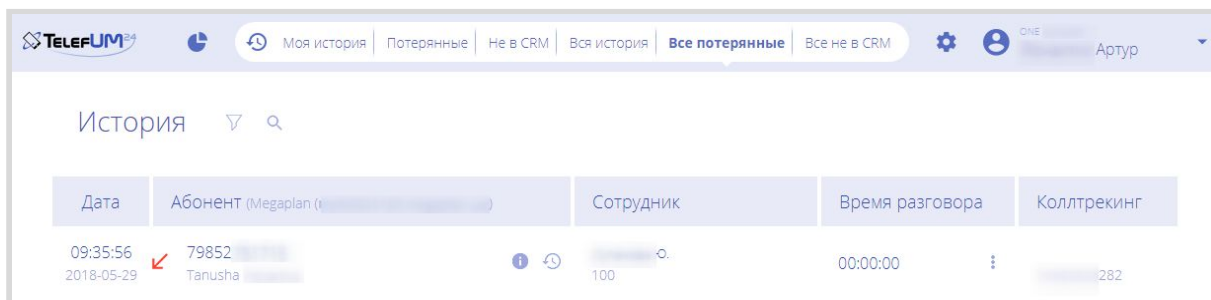 TELEFUM24
Моя история Потерянные Не в CRM Вся история Все потерянные Все не в CRM
ONE
Артур
История
Дата Абонент (Megaplan ( ) Сотрудник Время разговора Коллтрекинг
09:35:56 79852 Ю. 00:00:00
2018-05-29 Tanusha 100 282